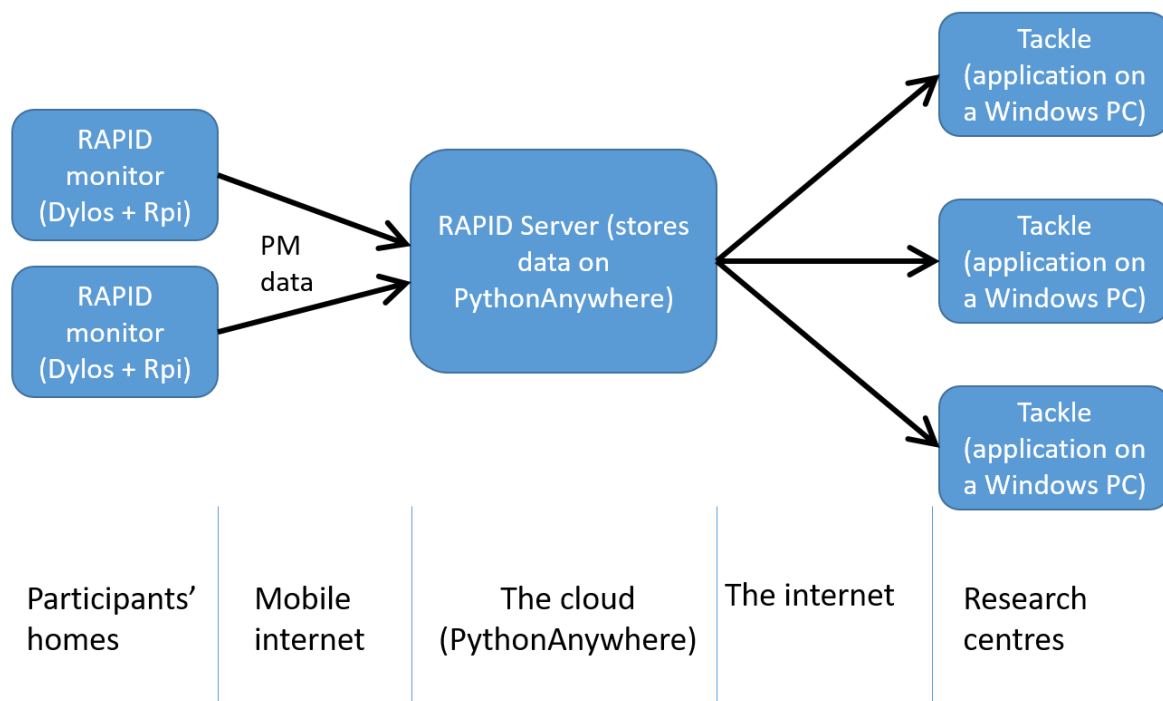 RAPID
monitor
(Dylos + Rpi)
RAPID
monitor
(Dylos + Rpi)
PM
data
RAPID Server (stores
data on
PythonAnywhere)
Tackle
(application on
a Windows PC)
Tackle
(application on
a Windows PC)
Tackle
(application on
a Windows PC)
Participants’
homes
Mobile
internet
The cloud
(PythonAnywhere)
The internet
Research
centres